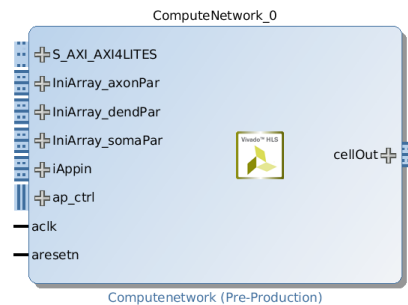 ComputeNetwork_0
S_AXI_AXI4LITES
IniArray_axonPar
IniArray_dendPar
IniArray_somaPar
iAppin
ap_ctrl
aclk
aresetn
Vivado™ HLS
cellOut
Computenetwork (Pre-Production)